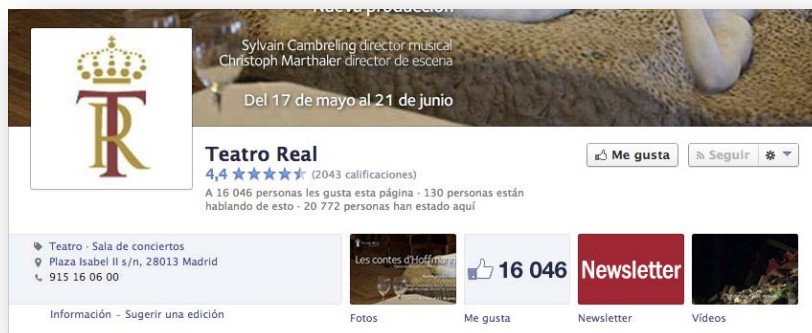 Nueva producción
Sylvain Cambreling director musical
Christoph Marthaler director de escena
Del 17 de mayo al 21 de junio
TR
Teatro Real
Me gusta
Seguir
4,4 (2043 calificaciones)
A 16 046 personas les gusta esta página · 130 personas están
hablando de esto · 20 772 personas han estado aquí
Teatro · Sala de conciertos
Plaza Isabel II s/n, 28013 Madrid
915 16 06 00
Información - Sugerir una edición
Les contes d'Hoffmann
16 046
Newsletter
Fotos
Me gusta
Newsletter
Vídeos